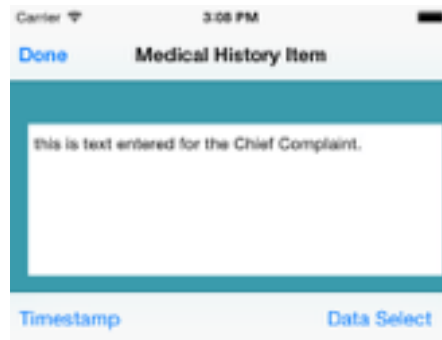 Carrier 3:08 PM
Done Medical History Item
this is text entered for the Chief Complaint.
Timestamp Data Select